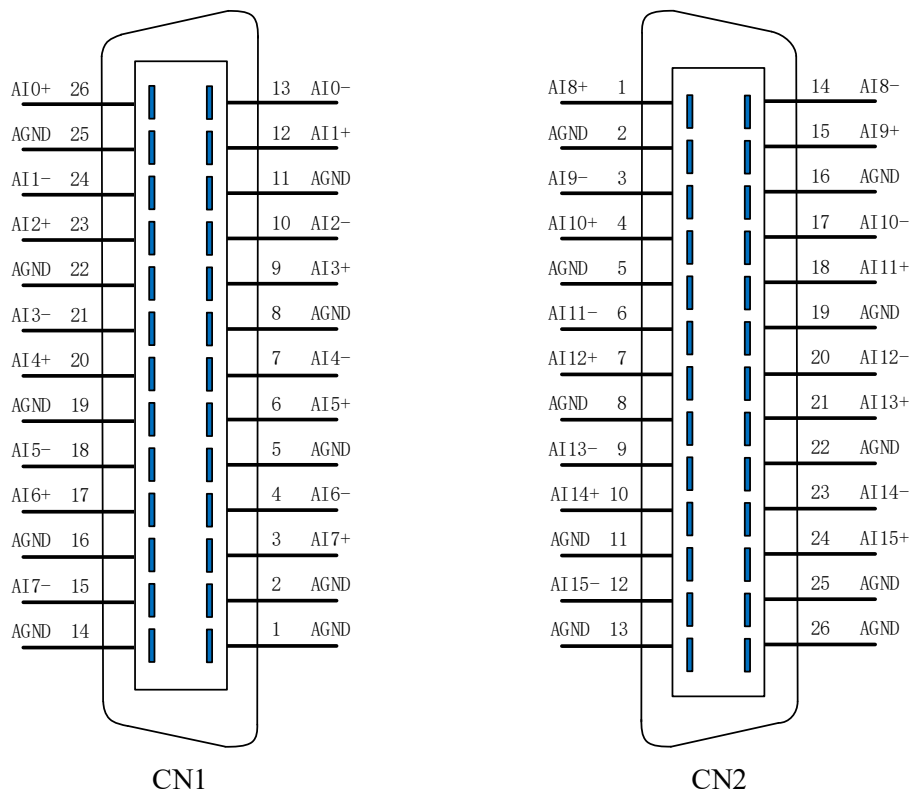 AI0+ 26 13 AI0- AI8+ 1 14 AI8-
AGND 25 12 AI1+ AGND 2 15 AI9+
AI1- 24 11 AGND AI9- 3 16 AGND
AI2+ 23 10 AI2- AI10+ 4 17 AI10-
AGND 22 9 AI3+ AGND 5 18 AI11+
AI3- 21 8 AGND AI11- 6 19 AGND
AI4+ 20 7 AI4- AI12+ 7 20 AI12-
AGND 19 6 AI5+ AGND 8 21 AI13+
AI5- 18 5 AGND AI13- 9 22 AGND
AI6+ 17 4 AI6- AI14+ 10 23 AI14-
AGND 16 3 AI7+ AGND 11 24 AI15+
AI7- 15 2 AGND AI15- 12 25 AGND
AGND 14 1 AGND AGND 13 26 AGND
CN1 CN2